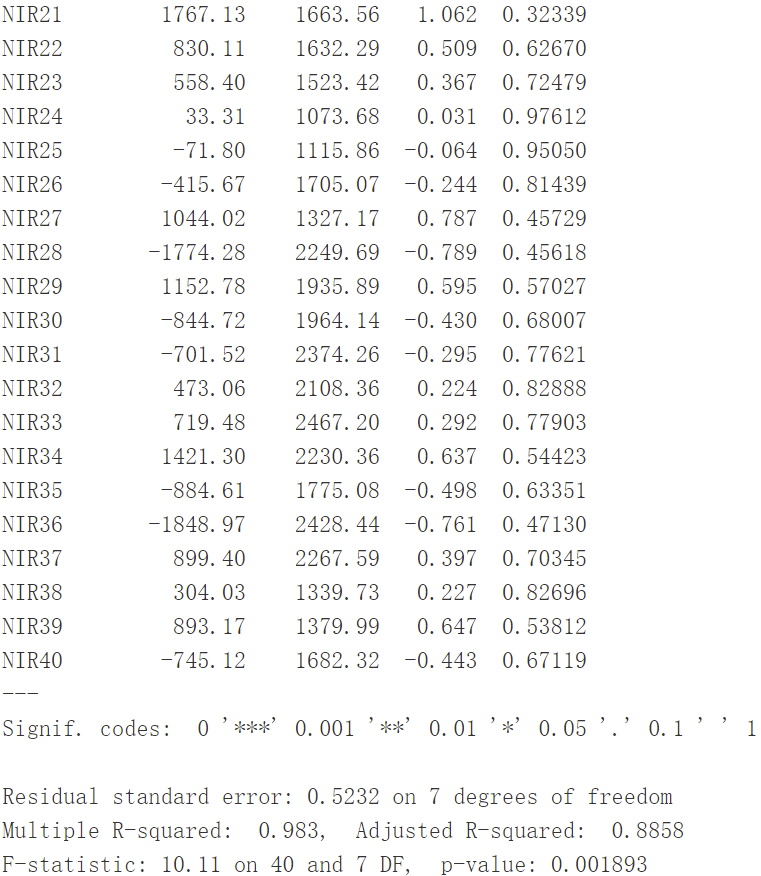 NIR21 1767.13 1663.56 1.062 0.32339
NIR22 830.11 1632.29 0.509 0.62670
NIR23 558.40 1523.42 0.367 0.72479
NIR24 33.31 1073.68 0.031 0.97612
NIR25 -71.80 1115.86 -0.064 0.95050
NIR26 -415.67 1705.07 -0.244 0.81439
NIR27 1044.02 1327.17 0.787 0.45729
NIR28 -1774.28 2249.69 -0.789 0.45618
NIR29 1152.78 1935.89 0.595 0.57027
NIR30 -844.72 1964.14 -0.430 0.68007
NIR31 -701.52 2374.26 -0.295 0.77621
NIR32 473.06 2108.36 0.224 0.82888
NIR33 719.48 2467.20 0.292 0.77903
NIR34 1421.30 2230.36 0.637 0.54423
NIR35 -884.61 1775.08 -0.498 0.63351
NIR36 -1848.97 2428.44 -0.761 0.47130
NIR37 899.40 2267.59 0.397 0.70345
NIR38 304.03 1339.73 0.227 0.82696
NIR39 893.17 1379.99 0.647 0.53812
NIR40 -745.12 1682.32 -0.443 0.67119
---
Signif. codes: 0 '***' 0.001 '**' 0.01 '*' 0.05 '.' 0.1 ' ' 1
Residual standard error: 0.5232 on 7 degrees of freedom
Multiple R-squared: 0.983, Adjusted R-squared: 0.8858
F-statistic: 10.11 on 40 and 7 DF, p-value: 0.001893